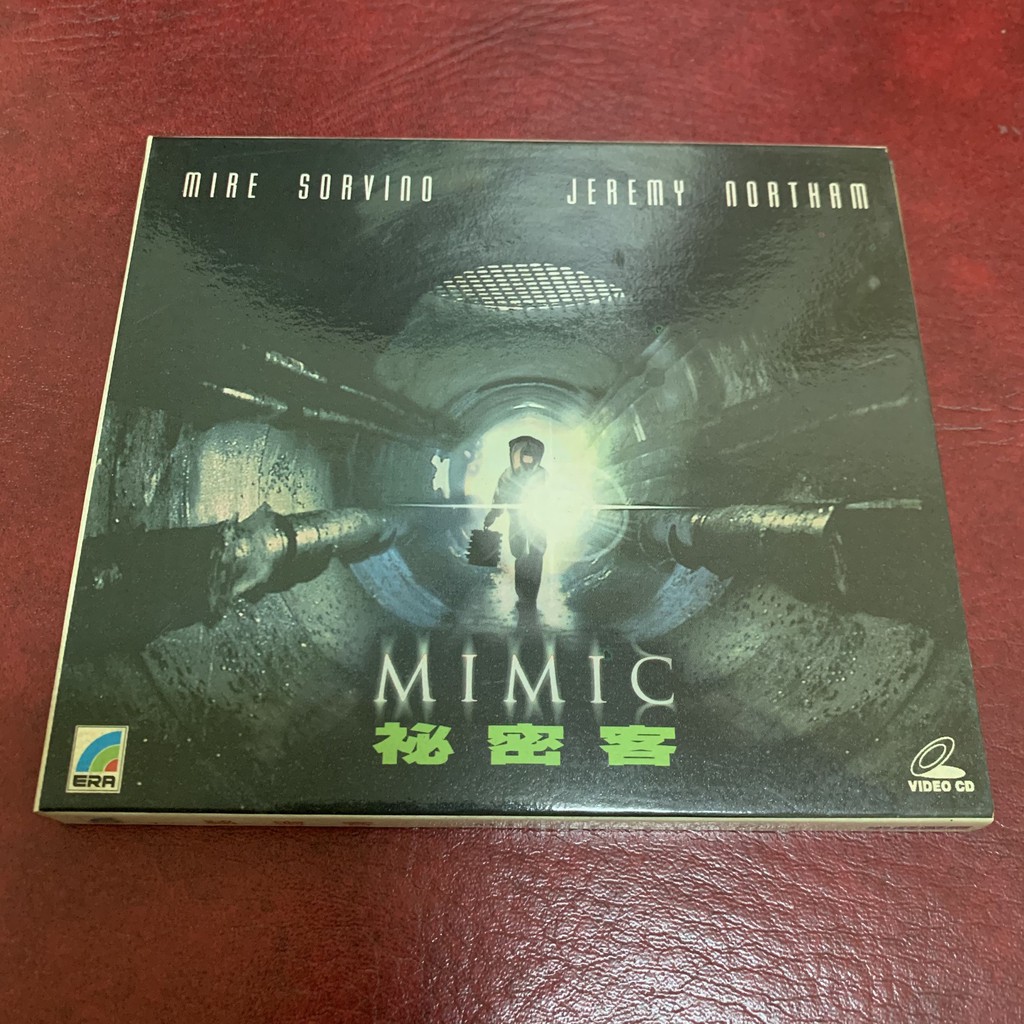 MIRE SORVINO JEREMY NORTHAM
MIMIC
祕密客
ERA
VIDEO CD